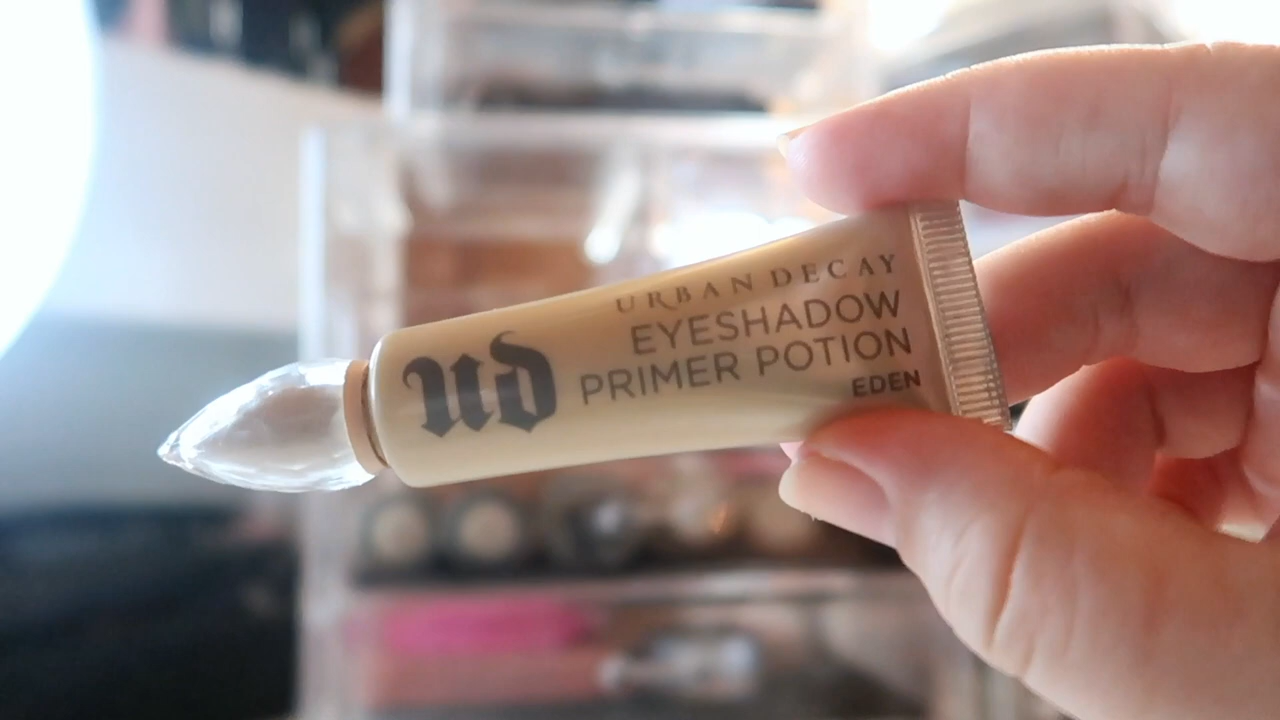 ud
URBAN DECAY
EYESHADOW
PRIMER POTION
EDEN